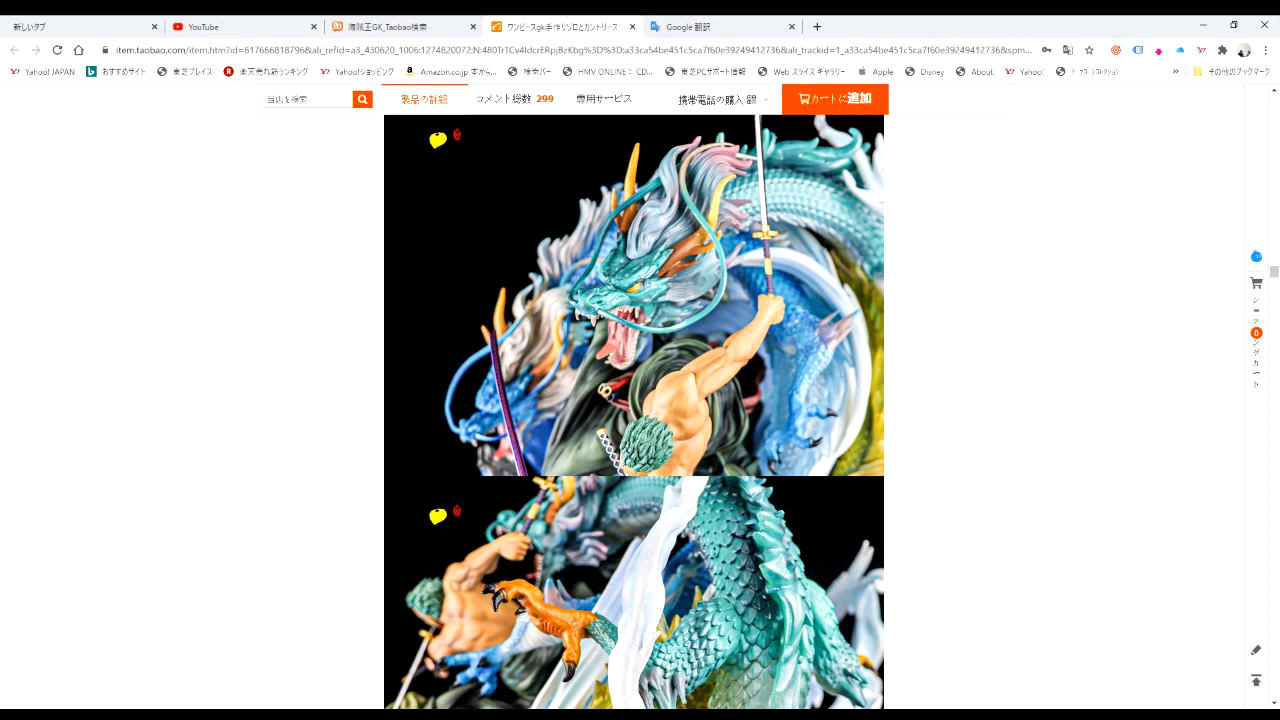 新しいタブ
YouTube
海賊王GK_Taobao検索
ワンピースgk手作りゾロとカントリ・ス
Google 翻訳
item.taobao.com/item.htm?id=617666818796&ali_refid=a3_430620_1006:1274820072:N:480TrTCv4ldcrERpjBzKbg%3D%3D:a33ca54be451c5ca7f60e39249412736&ali_trackid=1_a33ca54be451c5ca7f60e39249412736&spm...
Yahoo! JAPAN
おすすめサイト
東芝プレイス
楽天売れ筋ランキング
Yahoo!ショッピング
Amazon.co.jp 本から...
検索バー
HMV ONLINE： CD...
東芝PCサポート情報
Web スライス ギャラリー
Apple
Disney
About
Yahoo!
»
その他のブックマーク
当店を検索
製品の詳細
コメント総数 299
専用サービス
携帯電話の購入
カートに追加
0